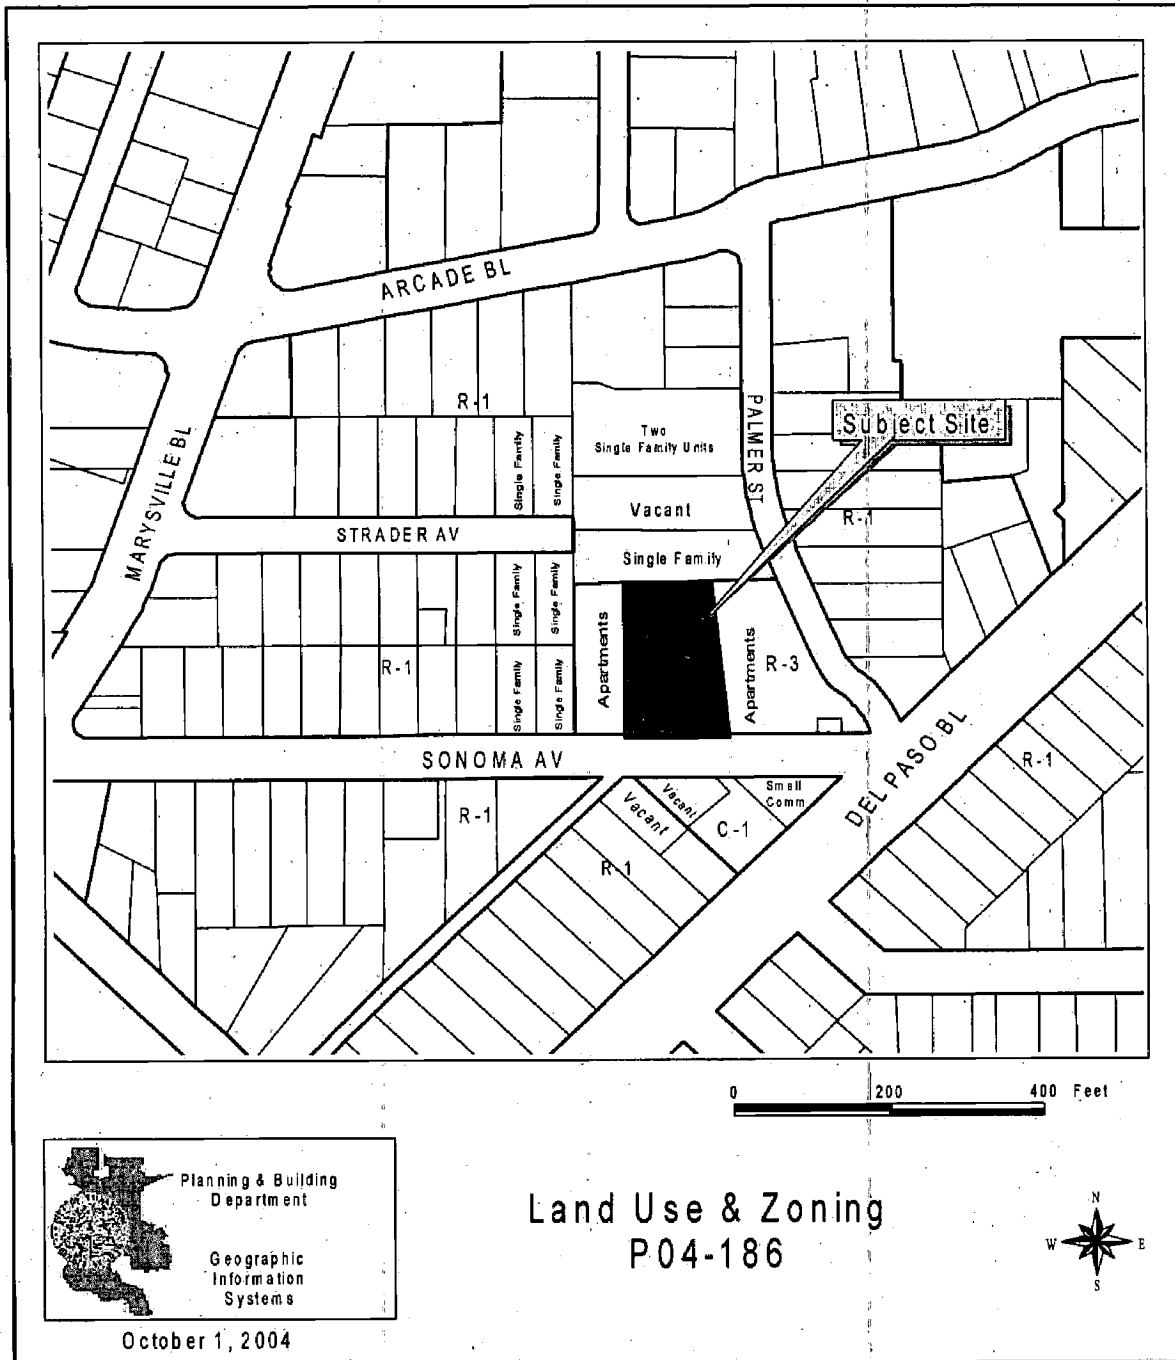 ARCADE BL
R-1
PALMER ST
Subject Site
MARYSVILLE BL
Single Family
Single Family
Two
Single Family Units
Vacant
R-1
STRADER AV
Single Family
Single Family
Single Family
Apartments
Apartments
R-3
R-1
Single Family
Single Family
SONOMA AV
DEL PASO BL
R-1
R-1
Vacant
Vacant
Small
Comm.
C-1
R-1
0 200 400 Feet
Planning & Building
Department
Geographic
Information
Systems
October 1, 2004
Land Use & Zoning
P04-186
N
W E
S